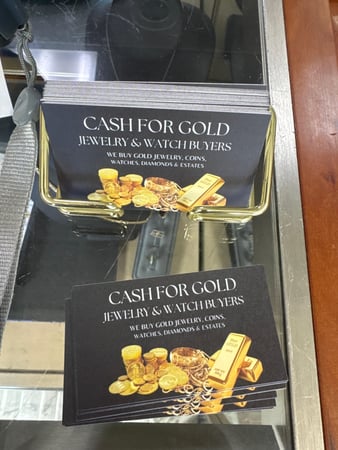 CASH FOR GOLD
JEWELRY & WATCH BUYERS
WE BUY GOLD JEWELRY, COINS,
WATCHES, DIAMONDS & ESTATES
CASH FOR GOLD
JEWELRY & WATCH BUYERS
WE BUY GOLD JEWELRY, COINS,
WATCHES, DIAMONDS & ESTATES